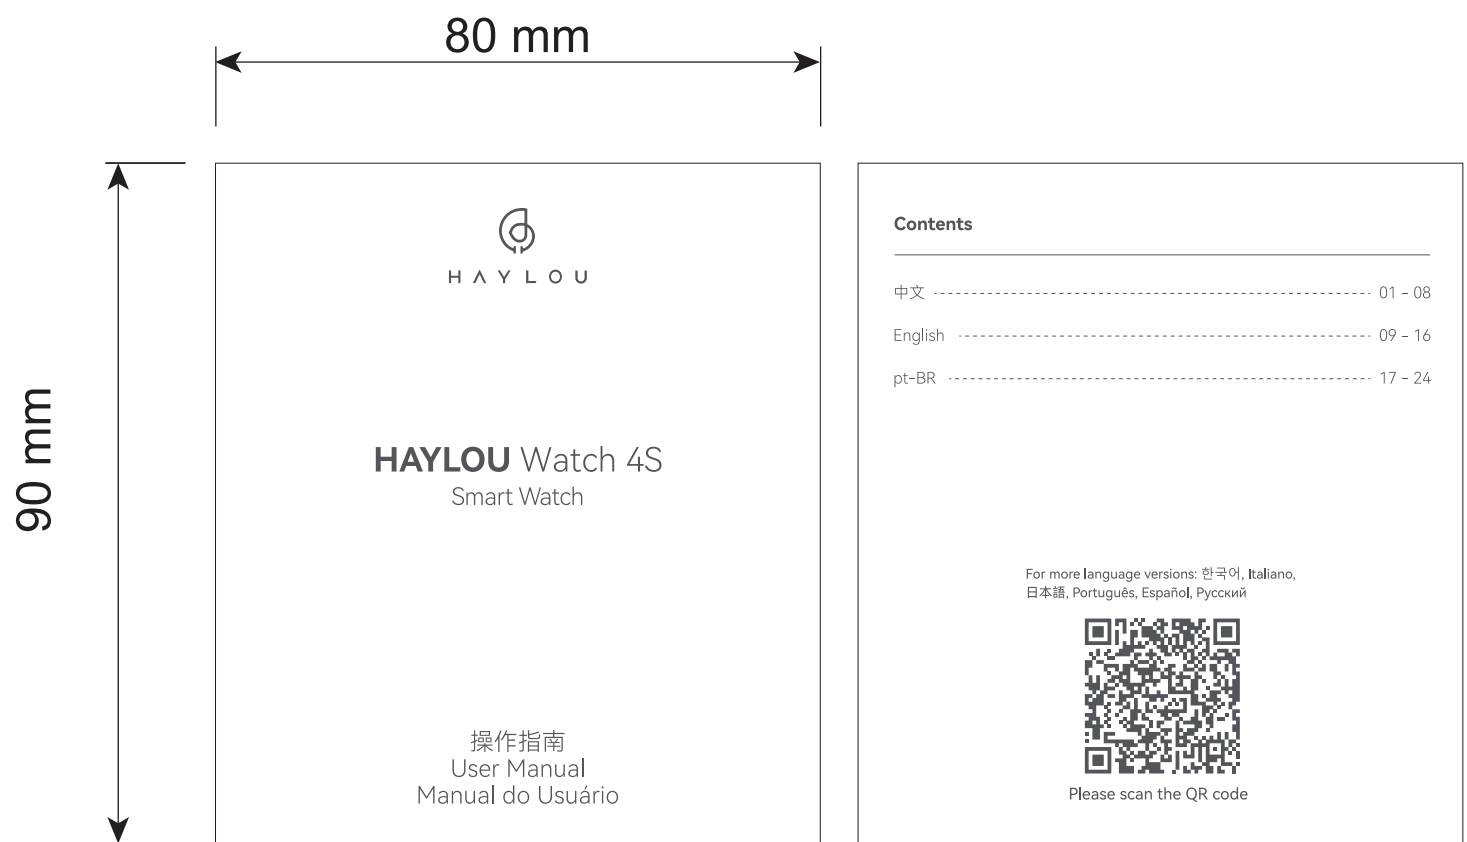 80 mm
90 mm
HAYLOU
HAYLOU Watch 4S
Smart Watch
操作指南
User Manual
Manual do Usuário
Contents
中文 01 - 08
English 09 - 16
pt-BR 17 - 24
For more language versions: 한국어, Italiano,
日本語, Português, Español, Русский
Please scan the QR code